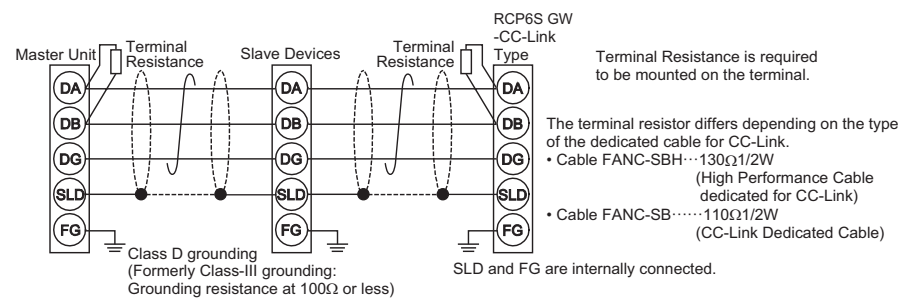 RCP6S GW
-CC-Link
Type
Master Unit
Terminal
Resistance
Slave Devices
Terminal
Resistance
Terminal Resistance is required
to be mounted on the terminal.
DA
DA
DA
DB
DB
DB
DG
DG
DG
SLD
SLD
SLD
FG
FG
FG
The terminal resistor differs depending on the type
of the dedicated cable for CC-Link.
• Cable FANC-SBH···130Ω1/2W
(High Performance Cable
dedicated for CC-Link)
• Cable FANC-SB······110Ω1/2W
(CC-Link Dedicated Cable)
Class D grounding
(Formerly Class-III grounding:
Grounding resistance at 100Ω or less)
SLD and FG are internally connected.